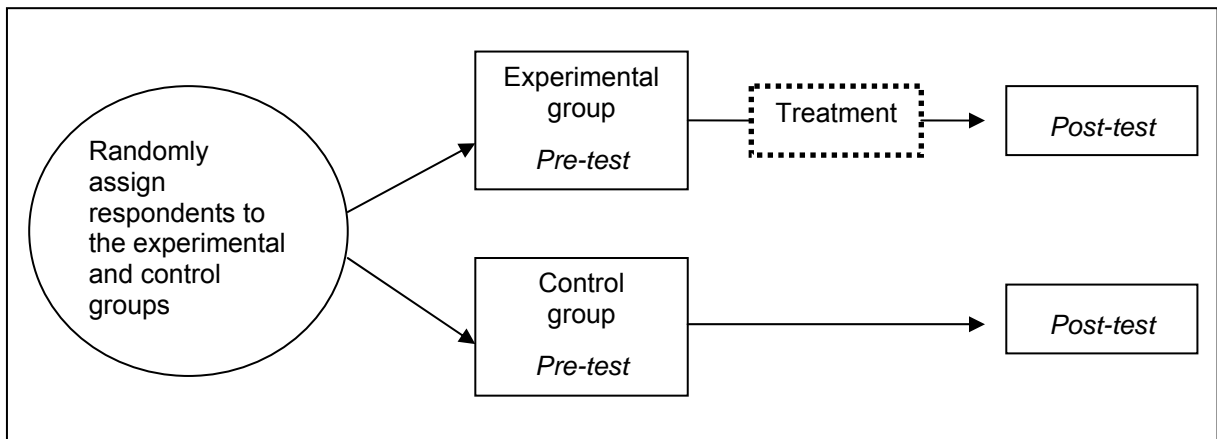 Randomly
assign
respondents to
the experimental
and control
groups
Experimental
group
Pre-test
Treatment
Post-test
Control
group
Pre-test
Post-test